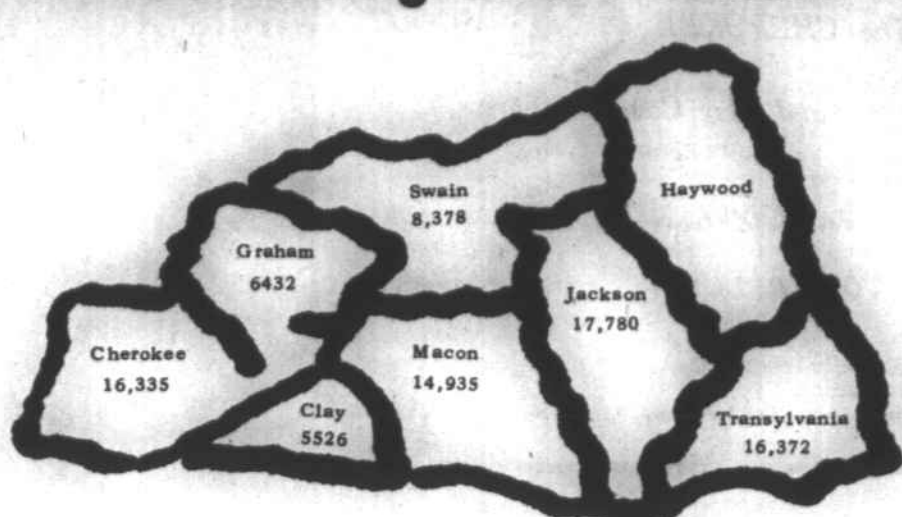 Swain
8,378
Haywood
Graham
6432
Jackson
17,780
Cherokee
16,335
Macon
14,935
Clay
5526
Transylvania
16,372